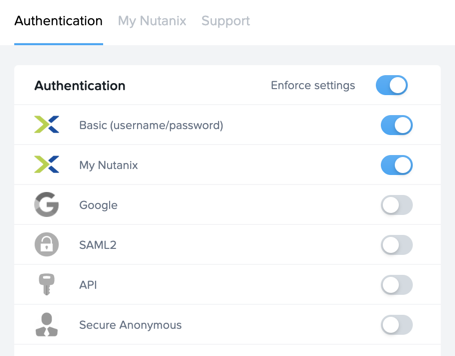 Authentication My Nutanix Support
Authentication Enforce settings
Basic (username/password)
My Nutanix
Google
SAML2
API
Secure Anonymous